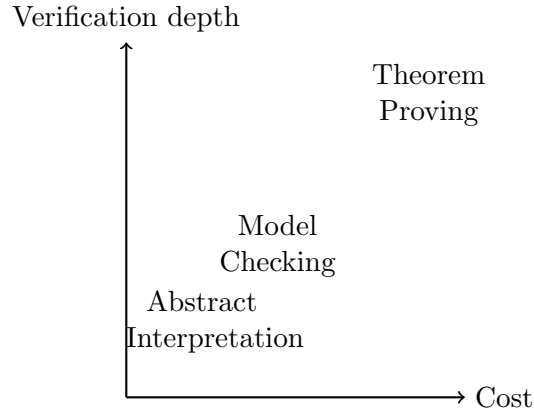 Verification depth
Theorem
Proving
Model
Checking
Abstract
Interpretation
Cost